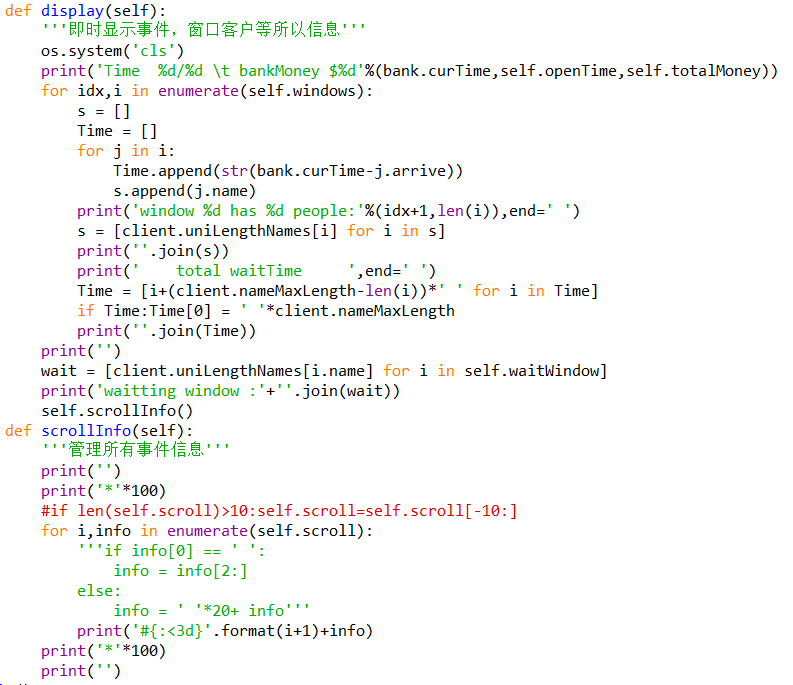 def display(self):
    '''即时显示事件，窗口客户等所以信息'''
    os.system('cls')
    print('Time  %d/%d \t bankMoney $%d'%(bank.curTime,self.openTime,self.totalMoney))
    for idx,i in enumerate(self.windows):
        s = []
        Time = []
        for j in i:
            Time.append(str(bank.curTime-j.arrive))
            s.append(j.name)
        print('window %d has %d people:'%(idx+1,len(i)),end=' ')
        s = [client.uniLengthNames[i] for i in s]
        print(''.join(s))
        print('    total waitTime     ',end=' ')
        Time = [i+(client.nameMaxLength-len(i))*' ' for i in Time]
        if Time:Time[0] = ' '*client.nameMaxLength
        print(''.join(Time))
    print('')
    wait = [client.uniLengthNames[i.name] for i in self.waitWindow]
    print('waitting window :'+''.join(wait))
    self.scrollInfo()
def scrollInfo(self):
    '''管理所有事件信息'''
    print('')
    print('*'*100)
    #if len(self.scroll)>10:self.scroll=self.scroll[-10:]
    for i,info in enumerate(self.scroll):
        '''if info[0] == ' ':
            info = info[2:]
        else:
            info = ' '*20+ info'''
        print('#{:<3d}'.format(i+1)+info)
    print('*'*100)
    print('')